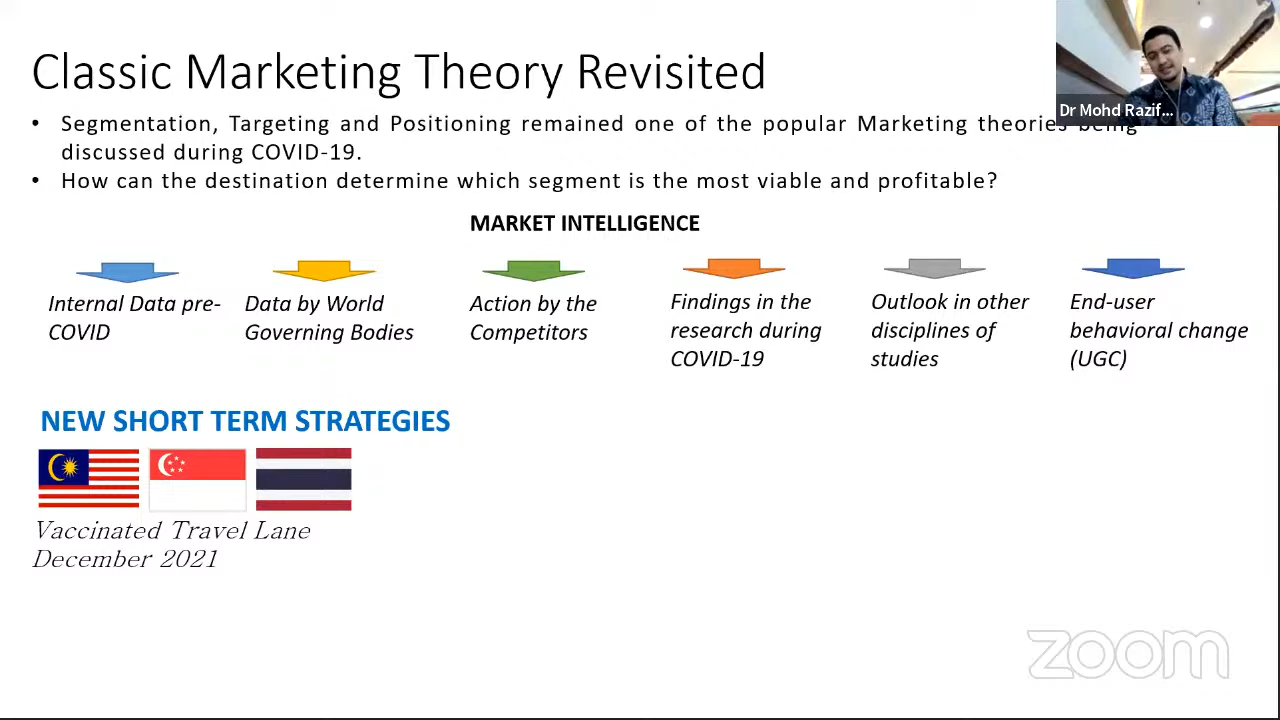 Classic Marketing Theory Revisited
Dr Mohd Razif...
• Segmentation, Targeting and Positioning remained one of the popular Marketing theories being
discussed during COVID-19.
• How can the destination determine which segment is the most viable and profitable?
MARKET INTELLIGENCE
Internal Data pre-
COVID
Data by World
Governing Bodies
Action by the
Competitors
Findings in the
research during
COVID-19
Outlook in other
disciplines of
studies
End-user
behavioral change
(UGC)
NEW SHORT TERM STRATEGIES
Vaccinated Travel Lane
December 2021
zoom